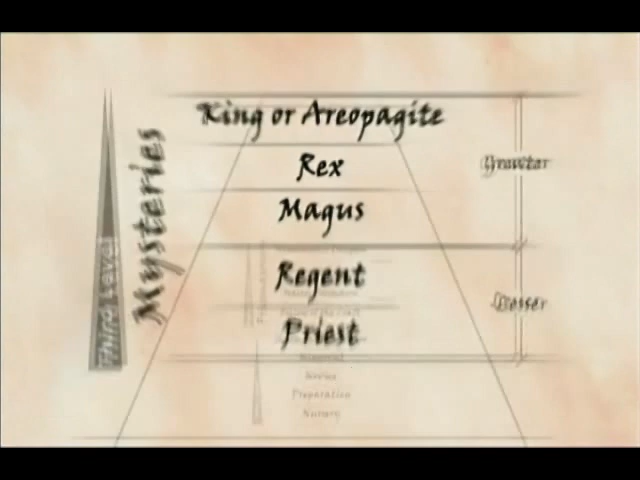 King or Areopagite
Rex
Magus
Regent
Priest
Mysteries
Third Level
Greater
Lesser
Novice
Preparation
Nursery